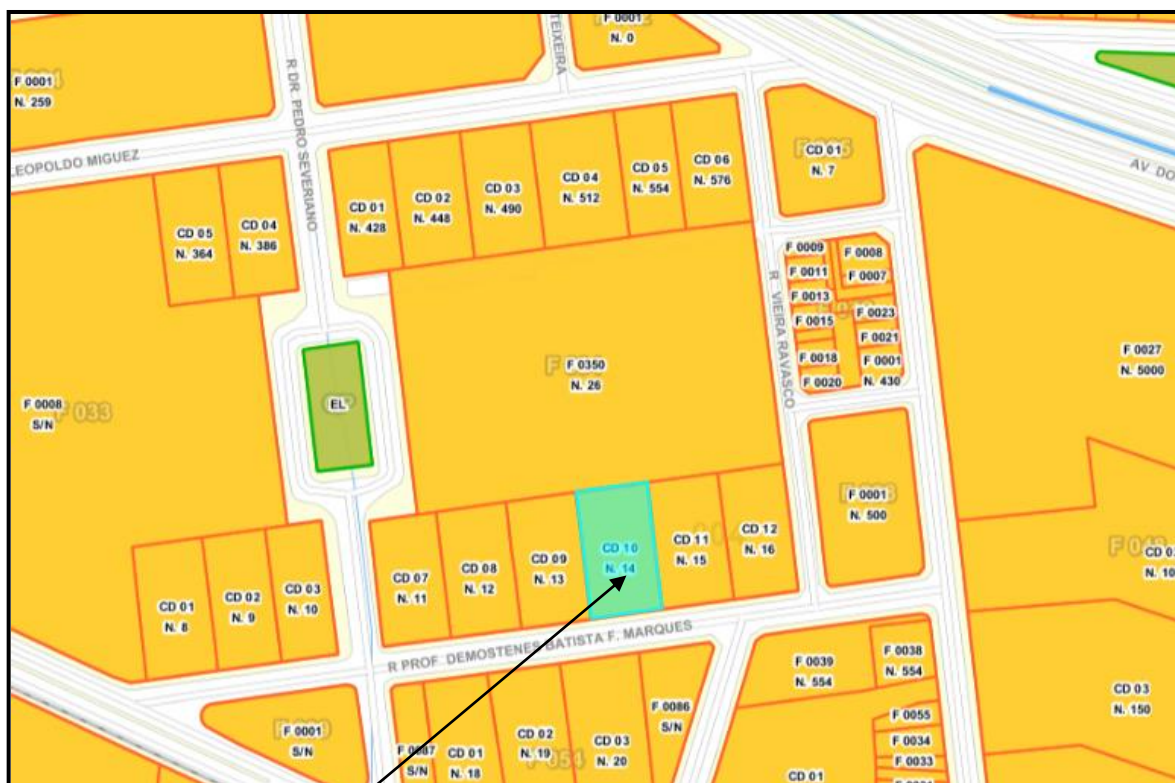 F 0001
N. 0
TEIXEIRA
F 0001
N. 259
R DR. PEDRO SEVERIANO
LEOPOLDO MIGUEZ
AV. DO
CD 01
N. 7
CD 06
N. 576
CD 05
N. 554
CD 04
N. 512
CD 03
N. 490
CD 02
N. 448
CD 01
N. 428
CD 04
N. 386
CD 05
N. 364
F 0009
F 0008
F 0011
F 0007
F 0013
F 0015
F 0023
F 0021
F 0018
F 0001
F 0020
N. 430
R. VIEIRA RAVASCO
F 0027
N. 5000
F 0350
N. 26
F 0008
F 033
S/N
EL
F 0001
N. 500
CD 12
N. 16
CD 11
N. 15
CD 10
N. 14
CD 09
N. 13
CD 08
N. 12
CD 07
N. 11
CD 03
N. 10
CD 02
N. 9
CD 01
N. 8
R PROF. DEMOSTENES BATISTA F. MARQUES
F 0039
N. 554
F 0038
N. 554
CD 03
N. 150
F 0086
S/N
F 0055
F 0034
F 0033
F 0001
S/N
F 0087
S/N
CD 01
N. 18
CD 02
N. 19
F 054
CD 03
N. 20
CD 01